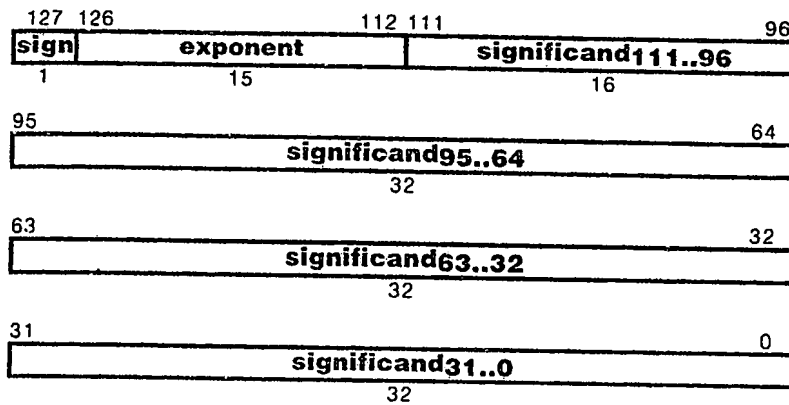 127 126 112 111 96
sign exponent significand111..96
1 15 16
95 64
significand95..64
32
63 32
significand63..32
32
31 0
significand31..0
32